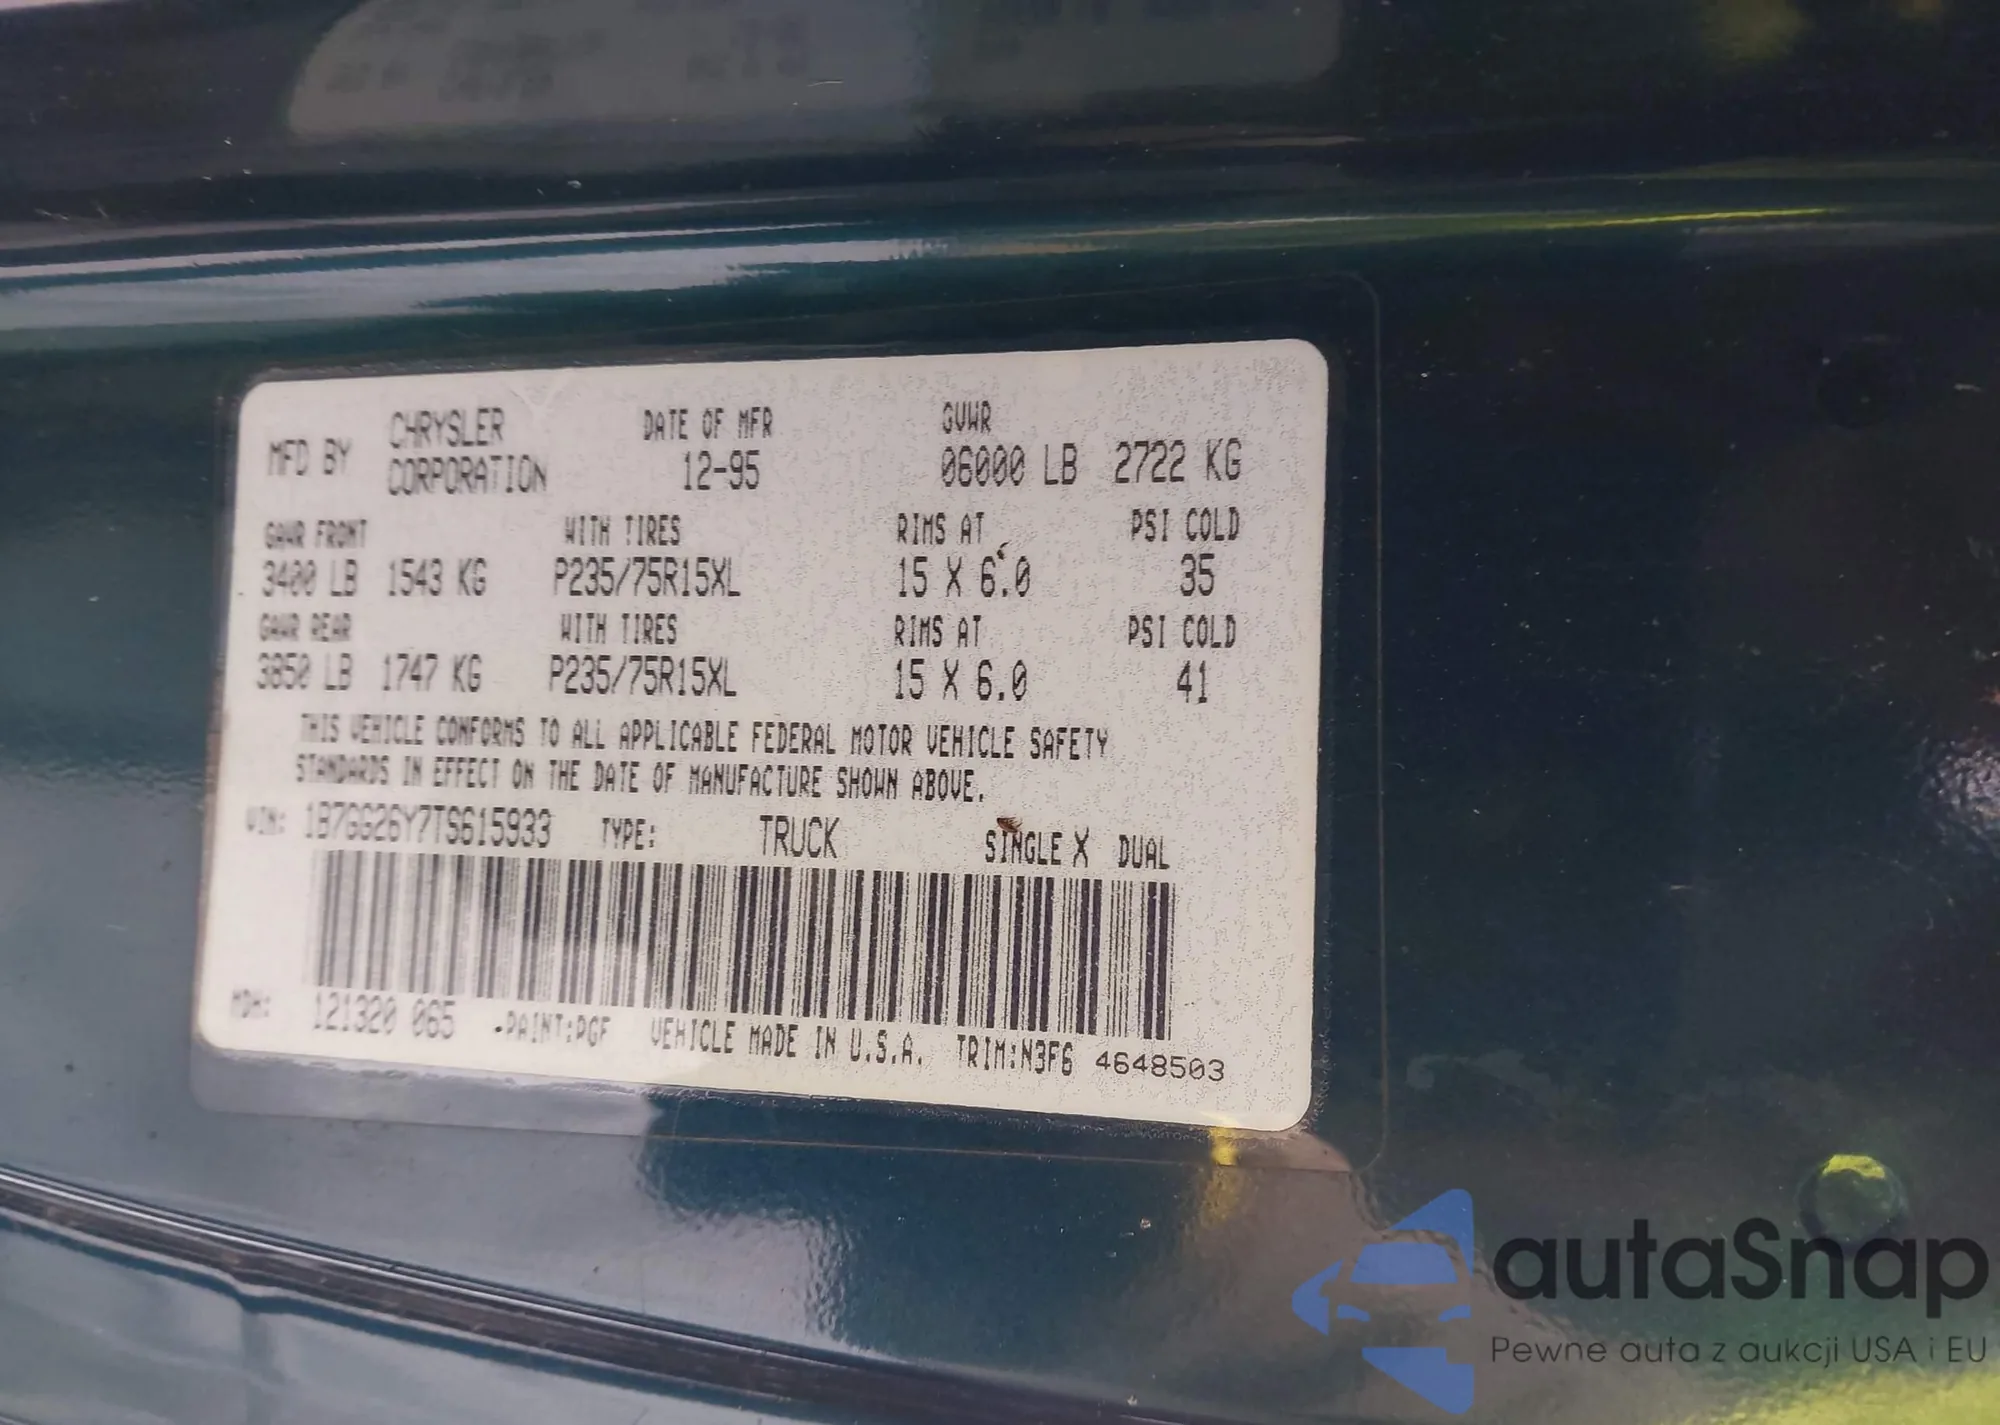 MFD BY CHRYSLER CORPORATION DATE OF MFR 12-95 GVWR 06000 LB 2722 KG
GAWR FRONT WITH TIRES RIMS AT PSI COLD
3400 LB 1543 KG P235/75R15XL 15 X 6.0 35
GAWR REAR WITH TIRES RIMS AT PSI COLD
3850 LB 1747 KG P235/75R15XL 15 X 6.0 41
THIS VEHICLE CONFORMS TO ALL APPLICABLE FEDERAL MOTOR VEHICLE SAFETY
STANDARDS IN EFFECT ON THE DATE OF MANUFACTURE SHOWN ABOVE.
VIN: 1B7GG26Y7TS615933 TYPE: TRUCK SINGLE X DUAL
MDH: 121320 065 PAINT:PGF VEHICLE MADE IN U.S.A. TRIM:N3F6 4648503
autaSnap
Pewne auta z aukcji USA i EU